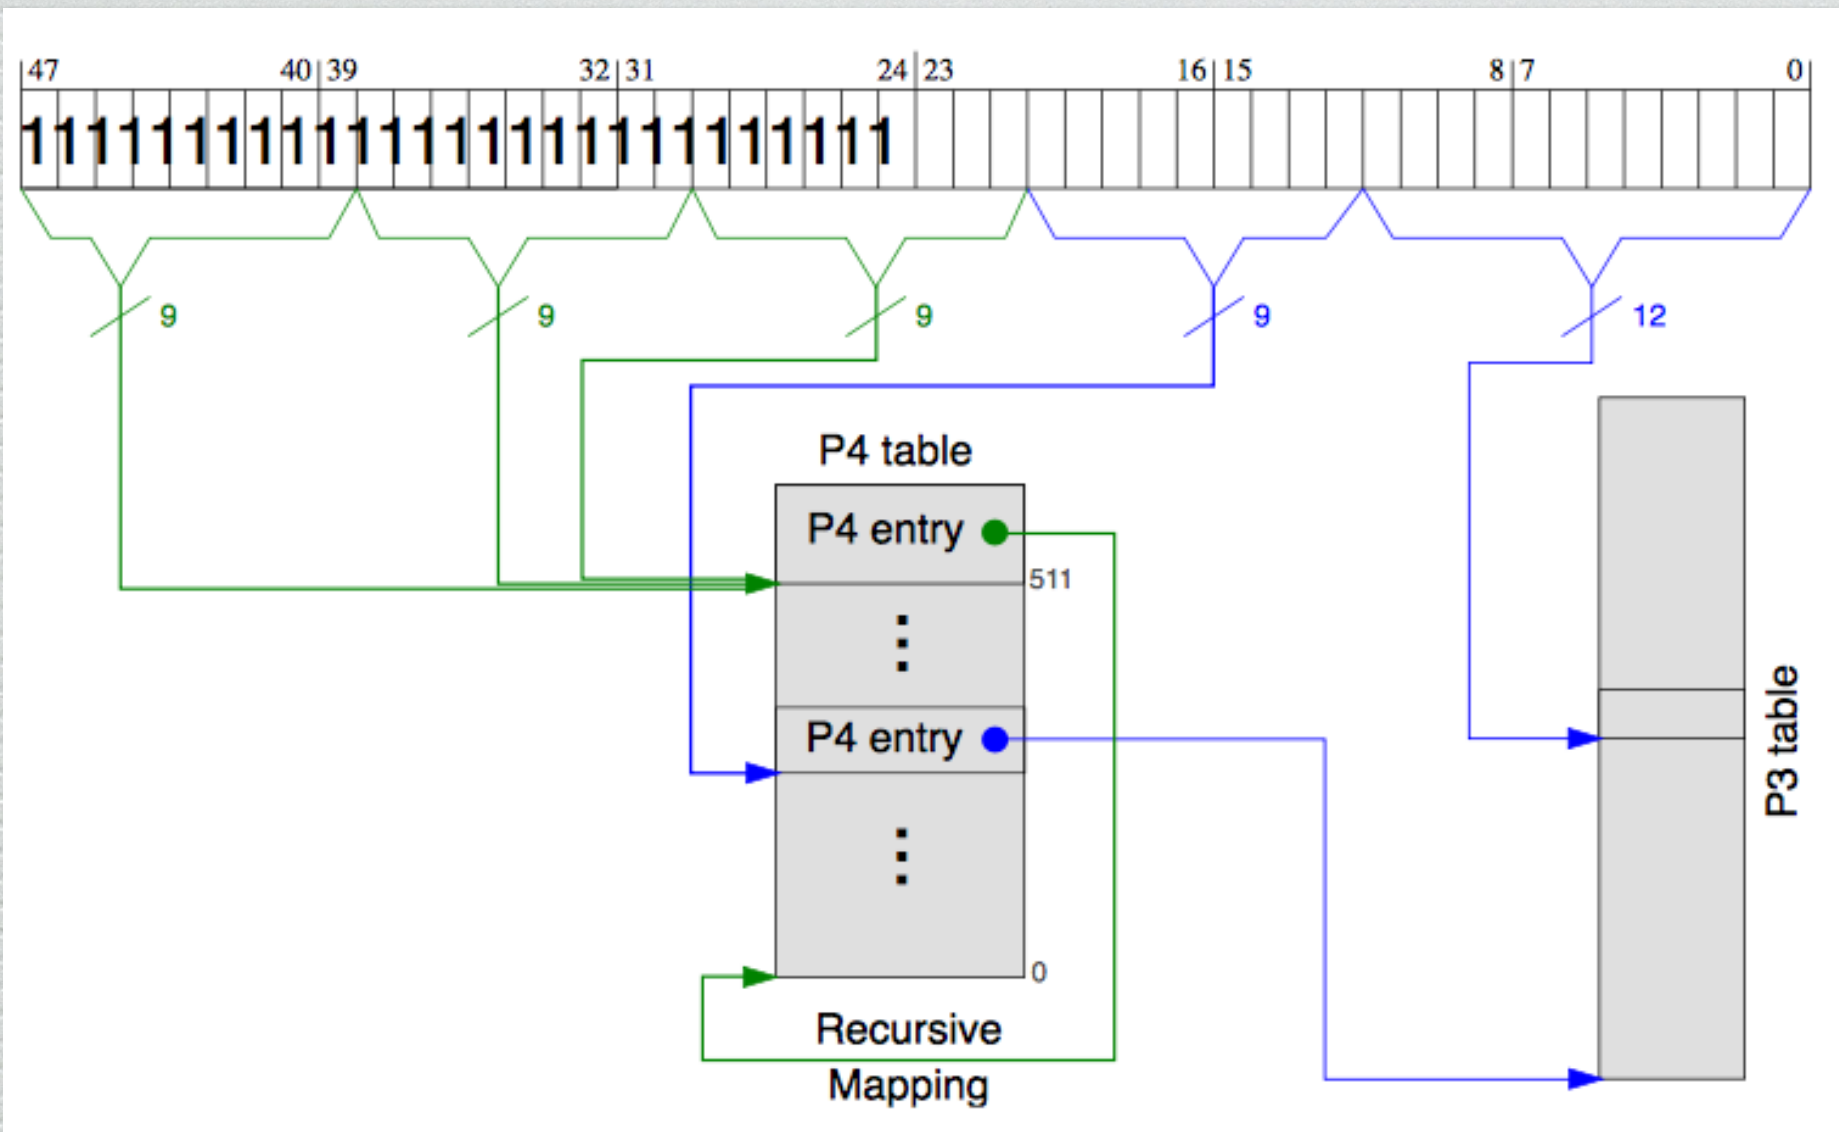 47 40 39 32 31 24 23 16 15 8 7 0
111111111111111111111111111
9 9 9 9 12
P4 table
P4 entry
511
P4 entry
0
Recursive
Mapping
P3 table